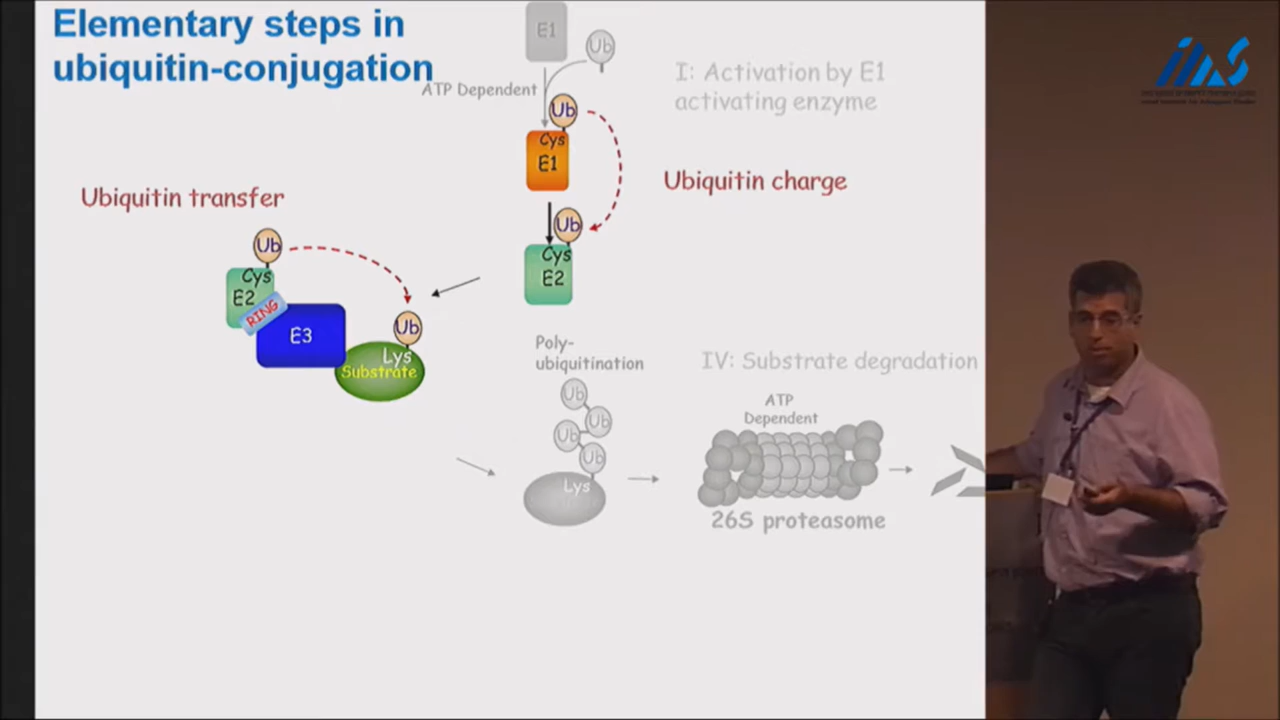 Elementary steps in
ubiquitin-conjugation
E1
Ub
ATP Dependent
I: Activation by E1
activating enzyme
Ub
Cys
E1
Ubiquitin charge
Ubiquitin transfer
Ub
Cys
E2
Ub
Cys
E2
RING
E3
Ub
Lys
Substrate
Poly-
ubiquitination
Ub
Ub
Ub
Ub
Lys
IV: Substrate degradation
ATP
Dependent
26S proteasome
IIAS